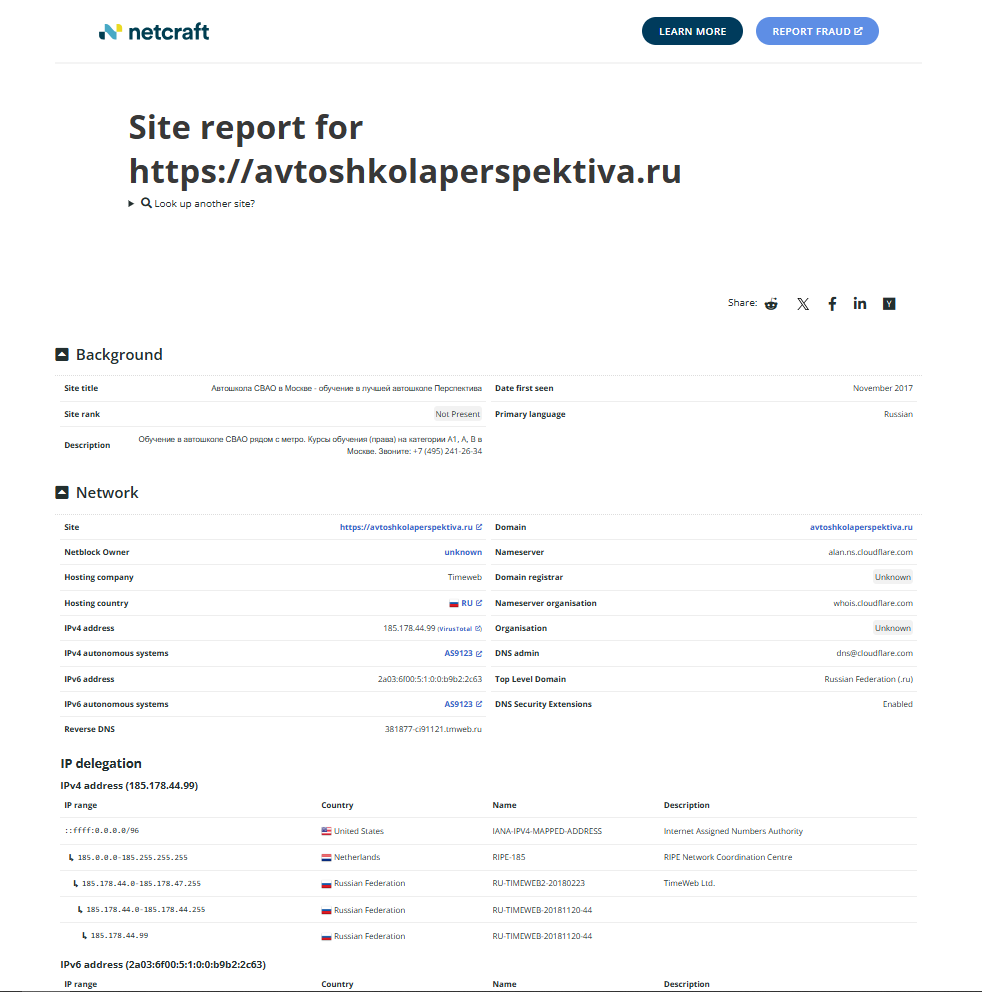 netcraft
LEARN MORE
REPORT FRAUD
Site report for
https://avtoshkolaperspektiva.ru
Look up another site?
Share:
Background
Site title Автошкола СВАО в Москве - обучение в лучшей автошколе Перспектива Date first seen November 2017
Site rank Not Present Primary language Russian
Description Обучение в автошколе СВАО рядом с метро. Курсы обучения (права) на категории А1, А, В в
Москве. Звоните: +7 (495) 241-26-34
Network
Site https://avtoshkolaperspektiva.ru Domain avtoshkolaperspektiva.ru
Netblock Owner unknown Nameserver alan.ns.cloudflare.com
Hosting company Timeweb Domain registrar Unknown
Hosting country RU Nameserver organisation whois.cloudflare.com
IPv4 address 185.178.44.99 (VirusTotal) Organisation Unknown
IPv4 autonomous systems AS9123 DNS admin dns@cloudflare.com
IPv6 address 2a03:6f00:5:1:0:0:b9b2:2c63 Top Level Domain Russian Federation (.ru)
IPv6 autonomous systems AS9123 DNS Security Extensions Enabled
Reverse DNS 381877-ci91121.tmweb.ru
IP delegation
IPv4 address (185.178.44.99)
IP range Country Name Description
::ffff:0.0.0.0/96 United States IANA-IPV4-MAPPED-ADDRESS Internet Assigned Numbers Authority
185.0.0.0-185.255.255.255 Netherlands RIPE-185 RIPE Network Coordination Centre
185.178.44.0-185.178.47.255 Russian Federation RU-TIMEWEB2-20180223 TimeWeb Ltd.
185.178.44.0-185.178.44.255 Russian Federation RU-TIMEWEB-20181120-44
185.178.44.99 Russian Federation RU-TIMEWEB-20181120-44
IPv6 address (2a03:6f00:5:1:0:0:b9b2:2c63)
IP range Country Name Description